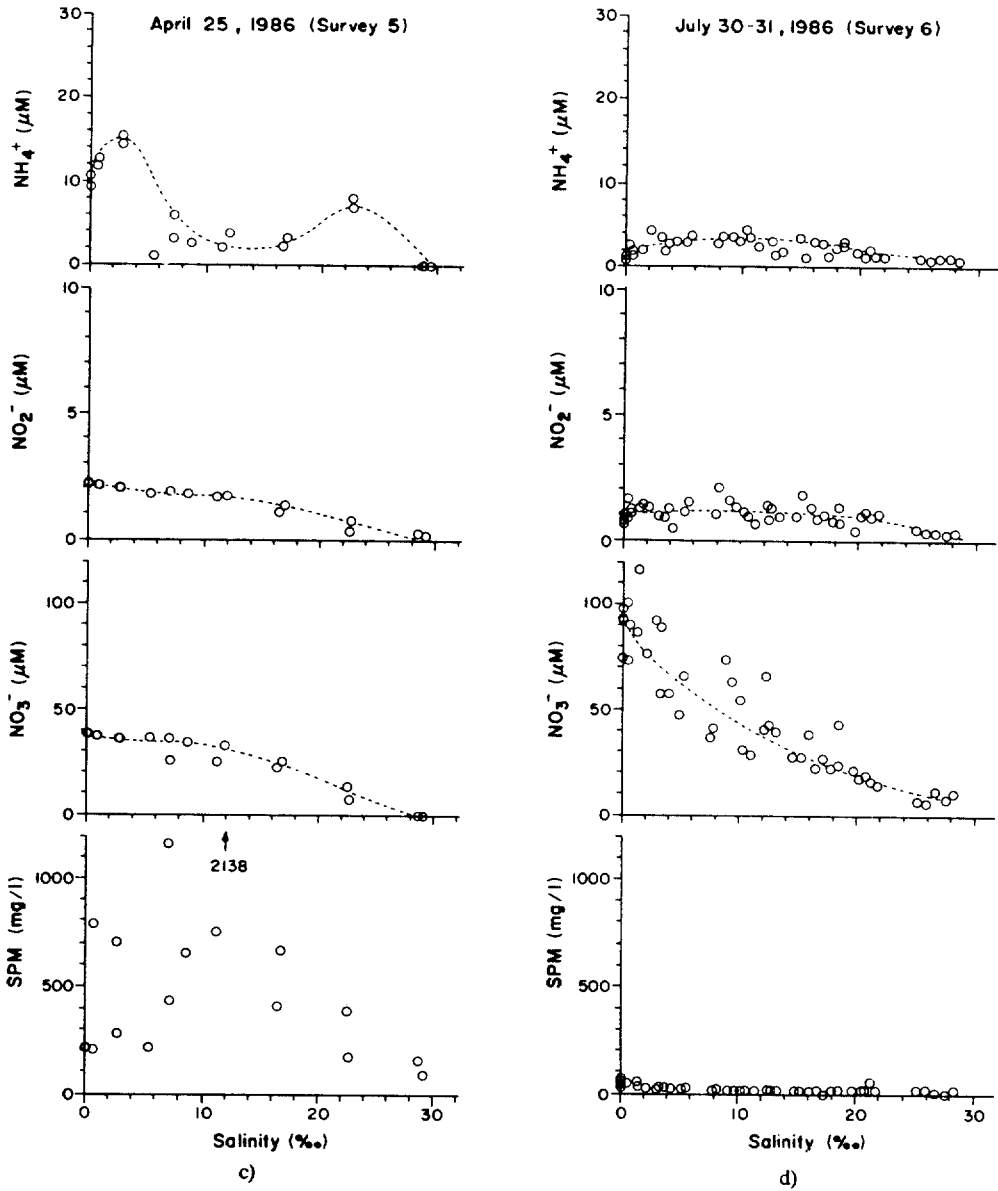 April 25, 1986 (Survey 5)
30
20
10
0
NH₄⁺ (μM)
10
5
0
NO₂⁻ (μM)
100
50
0
NO₃⁻ (μM)
2138
1000
500
0
SPM (mg/l)
0 10 20 30
Salinity (‰)
c)
July 30-31, 1986 (Survey 6)
30
20
10
0
NH₄⁺ (μM)
10
5
0
NO₂⁻ (μM)
100
50
0
NO₃⁻ (μM)
1000
500
0
SPM (mg/l)
0 10 20 30
Salinity (‰)
d)